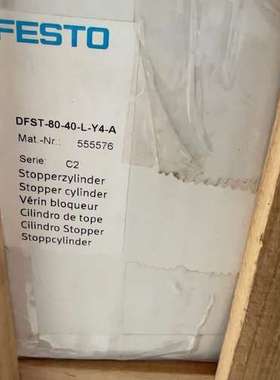 FESTO
DFST-80-40-L-Y4-A
Mat.-Nr.: 555576
Serie: C2
Stopperzylinder
Stopper cylinder
Vérin bloqueur
Cilindro de tope
Cilindro Stopper
Stoppcylinder